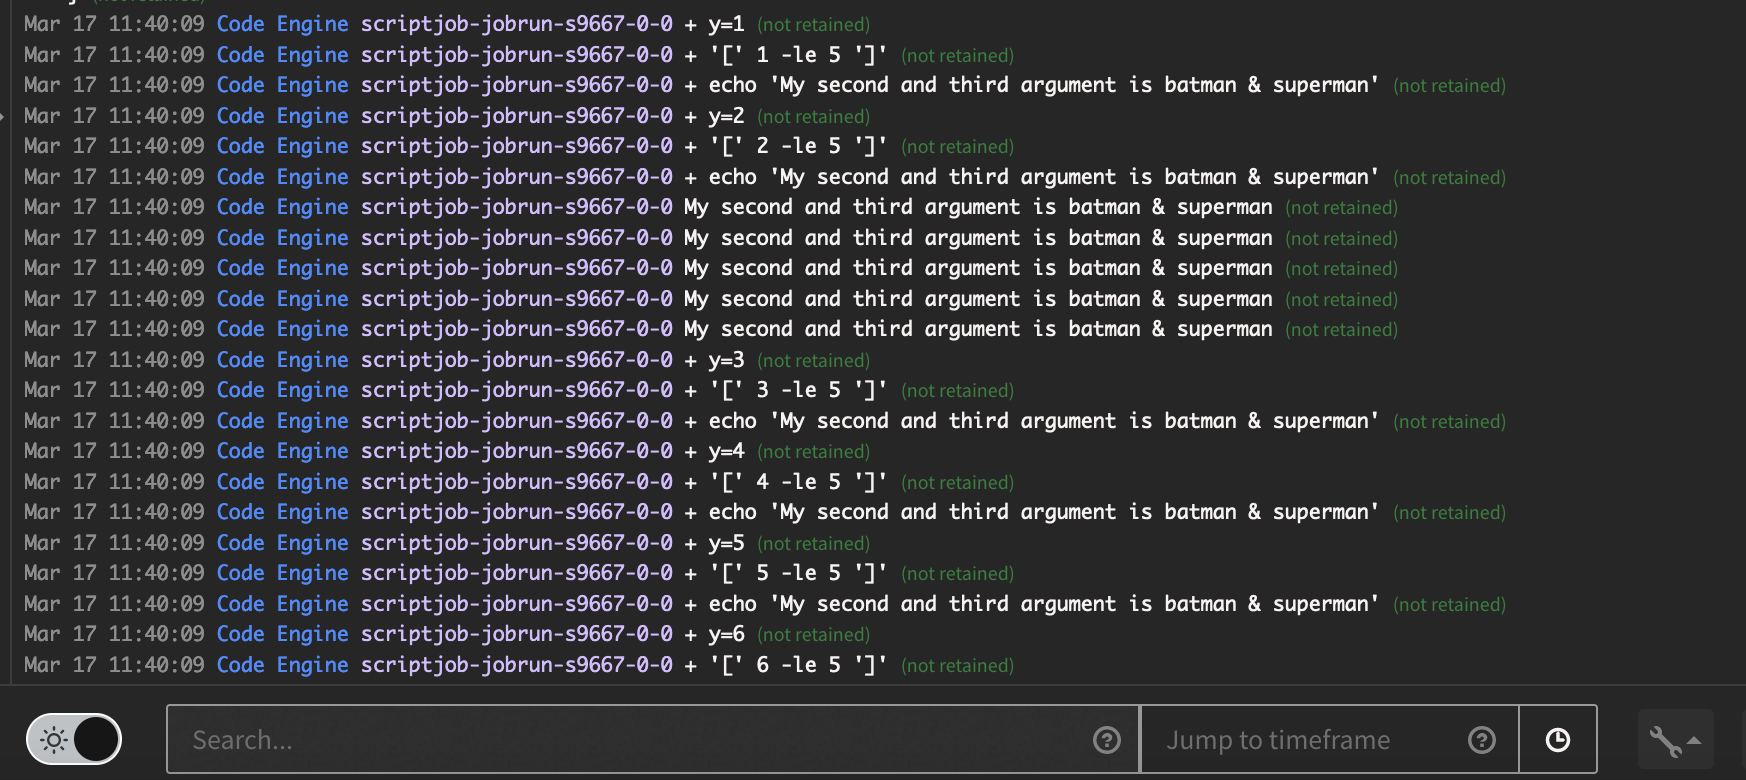 (not retained)
Mar 17 11:40:09 Code Engine scriptjob-jobrun-s9667-0-0 + y=1 (not retained)
Mar 17 11:40:09 Code Engine scriptjob-jobrun-s9667-0-0 + '[' 1 -le 5 ']' (not retained)
Mar 17 11:40:09 Code Engine scriptjob-jobrun-s9667-0-0 + echo 'My second and third argument is batman & superman' (not retained)
Mar 17 11:40:09 Code Engine scriptjob-jobrun-s9667-0-0 + y=2 (not retained)
Mar 17 11:40:09 Code Engine scriptjob-jobrun-s9667-0-0 + '[' 2 -le 5 ']' (not retained)
Mar 17 11:40:09 Code Engine scriptjob-jobrun-s9667-0-0 + echo 'My second and third argument is batman & superman' (not retained)
Mar 17 11:40:09 Code Engine scriptjob-jobrun-s9667-0-0 My second and third argument is batman & superman (not retained)
Mar 17 11:40:09 Code Engine scriptjob-jobrun-s9667-0-0 My second and third argument is batman & superman (not retained)
Mar 17 11:40:09 Code Engine scriptjob-jobrun-s9667-0-0 My second and third argument is batman & superman (not retained)
Mar 17 11:40:09 Code Engine scriptjob-jobrun-s9667-0-0 My second and third argument is batman & superman (not retained)
Mar 17 11:40:09 Code Engine scriptjob-jobrun-s9667-0-0 My second and third argument is batman & superman (not retained)
Mar 17 11:40:09 Code Engine scriptjob-jobrun-s9667-0-0 + y=3 (not retained)
Mar 17 11:40:09 Code Engine scriptjob-jobrun-s9667-0-0 + '[' 3 -le 5 ']' (not retained)
Mar 17 11:40:09 Code Engine scriptjob-jobrun-s9667-0-0 + echo 'My second and third argument is batman & superman' (not retained)
Mar 17 11:40:09 Code Engine scriptjob-jobrun-s9667-0-0 + y=4 (not retained)
Mar 17 11:40:09 Code Engine scriptjob-jobrun-s9667-0-0 + '[' 4 -le 5 ']' (not retained)
Mar 17 11:40:09 Code Engine scriptjob-jobrun-s9667-0-0 + echo 'My second and third argument is batman & superman' (not retained)
Mar 17 11:40:09 Code Engine scriptjob-jobrun-s9667-0-0 + y=5 (not retained)
Mar 17 11:40:09 Code Engine scriptjob-jobrun-s9667-0-0 + '[' 5 -le 5 ']' (not retained)
Mar 17 11:40:09 Code Engine scriptjob-jobrun-s9667-0-0 + echo 'My second and third argument is batman & superman' (not retained)
Mar 17 11:40:09 Code Engine scriptjob-jobrun-s9667-0-0 + y=6 (not retained)
Mar 17 11:40:09 Code Engine scriptjob-jobrun-s9667-0-0 + '[' 6 -le 5 ']' (not retained)
Search... ? Jump to timeframe ?